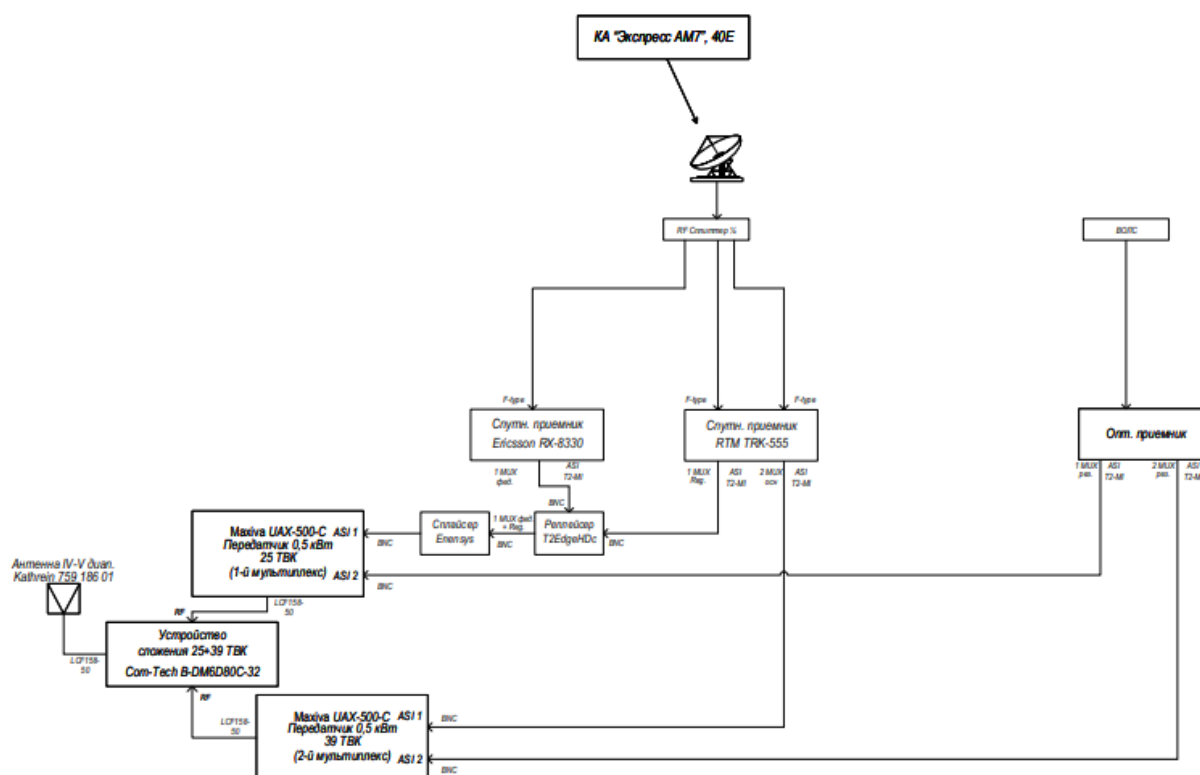 КА "Экспресс АМ7", 40Е
RF Сплиттер ¼
ВОЛС
F-type
F-type
F-type
Спутн. приемник
Ericsson RX-8330
Спутн. приемник
RTM TRK-555
Опт. приемник
1 MUX
фед.
ASI
T2-MI
1 MUX
Reg.
ASI
T2-MI
2 MUX
осн
ASI
T2-MI
1 MUX
рез.
ASI
T2-MI
2 MUX
рез.
ASI
T2-MI
BNC
Сплайсер
Enensys
1 MUX фед.
+ Reg.
BNC
Реплейсер
T2EdgeHDc
BNC
Maxiva UAX-500-C
Передатчик 0,5 кВт
25 ТВК
(1-й мультиплекс)
ASI 1
BNC
ASI 2
BNC
Антенна IV-V диап.
Kathrein 759 186 01
RF
LCF158-
50
Устройство
сложения 25+39 ТВК
Com-Tech B-DM6D80C-32
LCF158-
50
RF
LCF158-
50
Maxiva UAX-500-C
Передатчик 0,5 кВт
39 ТВК
(2-й мультиплекс)
ASI 1
BNC
ASI 2
BNC